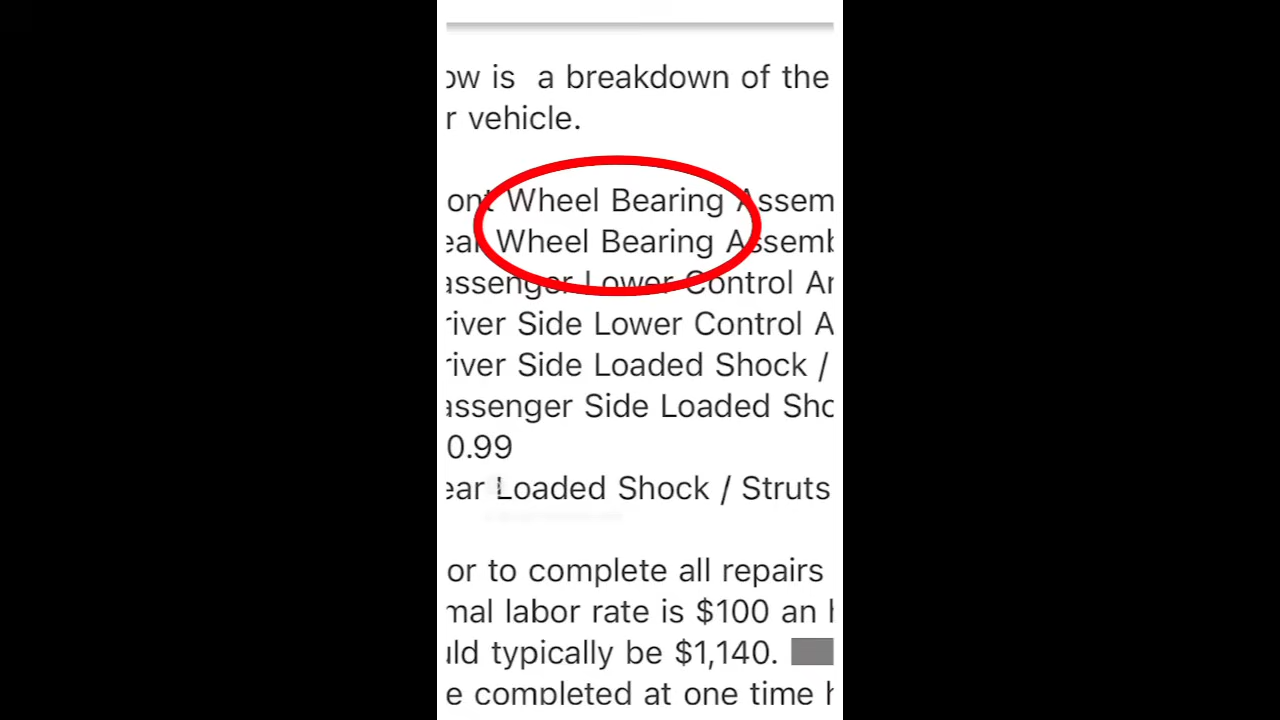 ow is a breakdown of the
r vehicle.
ont Wheel Bearing Assem
ear Wheel Bearing Assemb
assenger Lower Control Ar
river Side Lower Control A
river Side Loaded Shock /
assenger Side Loaded Sho
0.99
ear Loaded Shock / Struts
or to complete all repairs
mal labor rate is $100 an h
uld typically be $1,140.
e completed at one time h